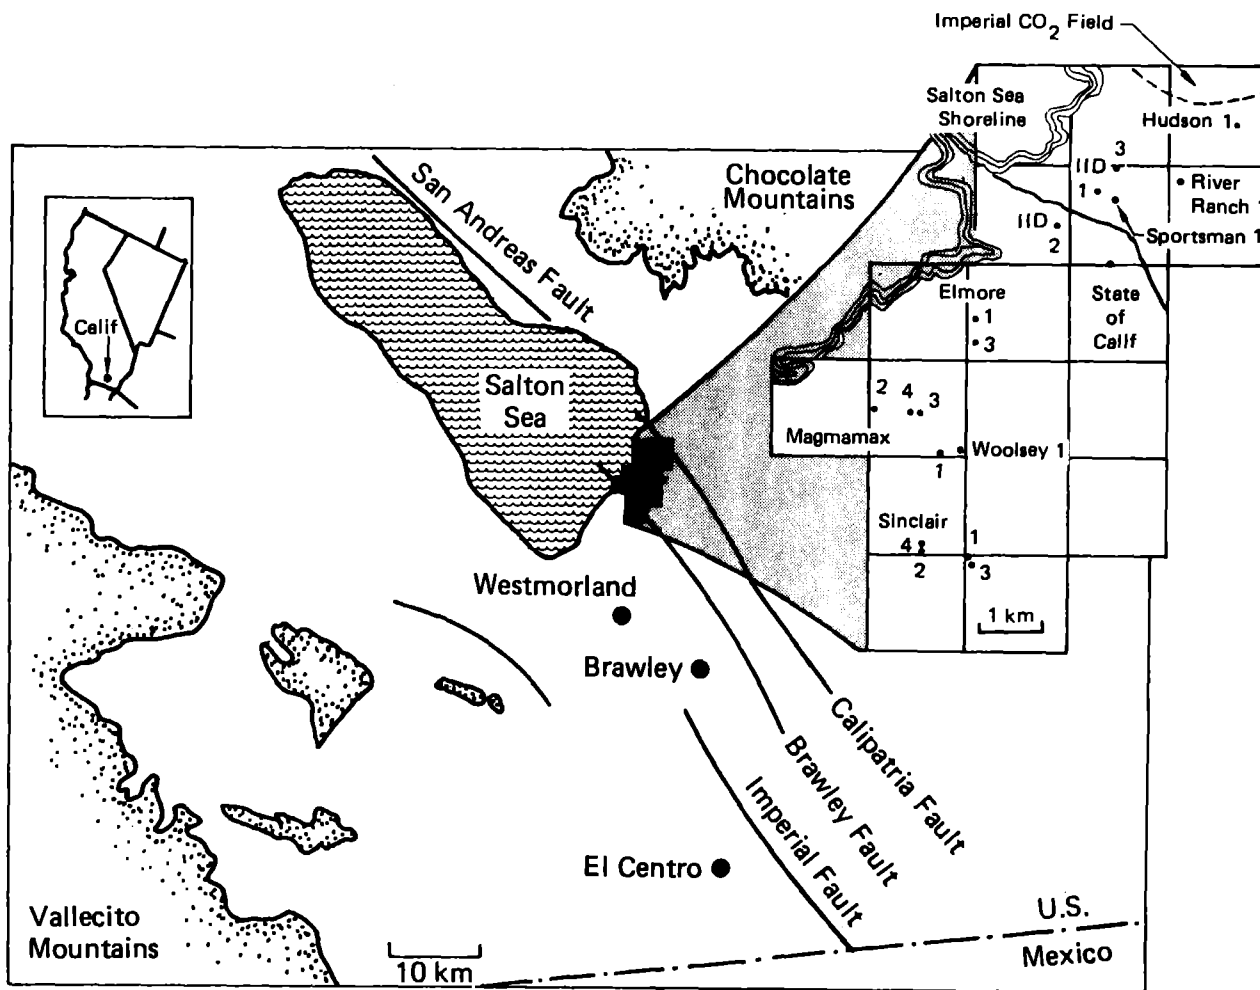 Imperial CO2 Field
Salton Sea
Shoreline
Hudson 1.
3
IID
1
River
Ranch 1
Sportsman 1
IID
2
Chocolate
Mountains
San Andreas Fault
Calif
Elmore
1
3
State
of
Calif
Salton
Sea
2 4 3
Magmamax
Woolsey 1
1
Sinclair
4
2
1
3
1 km
Westmorland
Brawley
Calipatria Fault
Brawley Fault
Imperial Fault
El Centro
Vallecito
Mountains
10 km
U.S.
Mexico